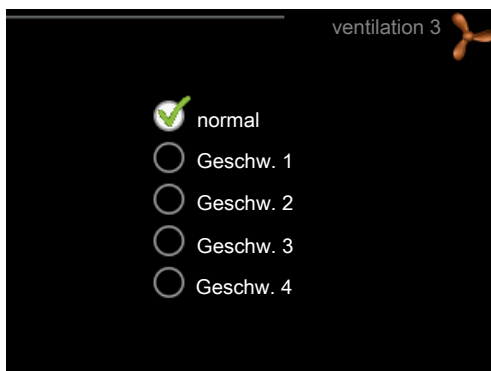 ventilation 3
normal
Geschw. 1
Geschw. 2
Geschw. 3
Geschw. 4